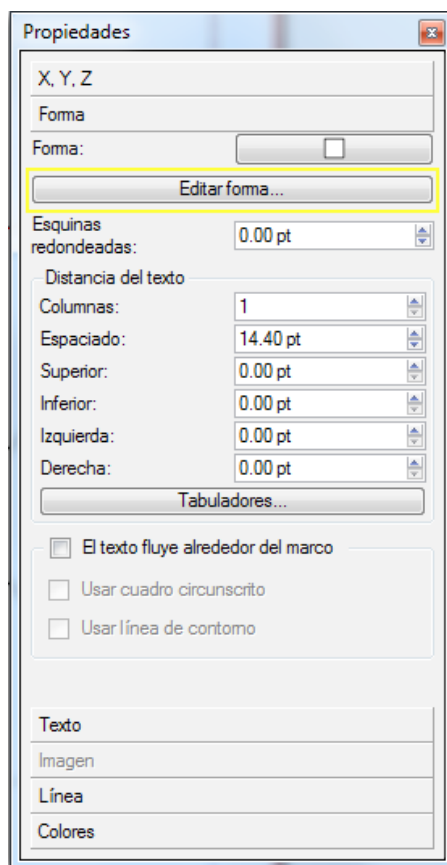 Propiedades
X, Y, Z
Forma
Forma:
Editar forma...
Esquinas
redondeadas:
0.00 pt
Distancia del texto
Columnas:
1
Espaciado:
14.40 pt
Superior:
0.00 pt
Inferior:
0.00 pt
Izquierda:
0.00 pt
Derecha:
0.00 pt
Tabuladores...
El texto fluye alrededor del marco
Usar cuadro circunscrito
Usar línea de contorno
Texto
Imagen
Línea
Colores